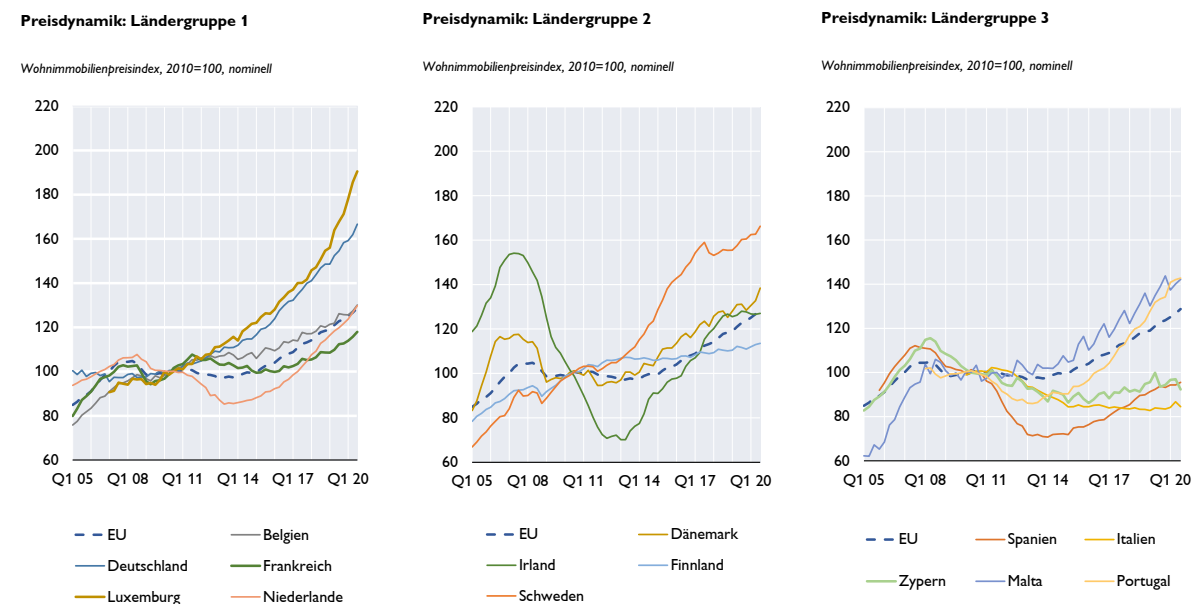 Preisdynamik: Ländergruppe 1
Wohnimmobilienpreisindex, 2010=100, nominell
220
200
180
160
140
120
100
80
60
Q1 05 Q1 08 Q1 11 Q1 14 Q1 17 Q1 20
EU Belgien
Deutschland Frankreich
Luxemburg Niederlande
Preisdynamik: Ländergruppe 2
Wohnimmobilienpreisindex, 2010=100, nominell
220
200
180
160
140
120
100
80
60
Q1 05 Q1 08 Q1 11 Q1 14 Q1 17 Q1 20
EU Dänemark
Irland Finnland
Schweden
Preisdynamik: Ländergruppe 3
Wohnimmobilienpreisindex, 2010=100, nominell
220
200
180
160
140
120
100
80
60
Q1 05 Q1 08 Q1 11 Q1 14 Q1 17 Q1 20
EU Spanien Italien
Zypern Malta Portugal